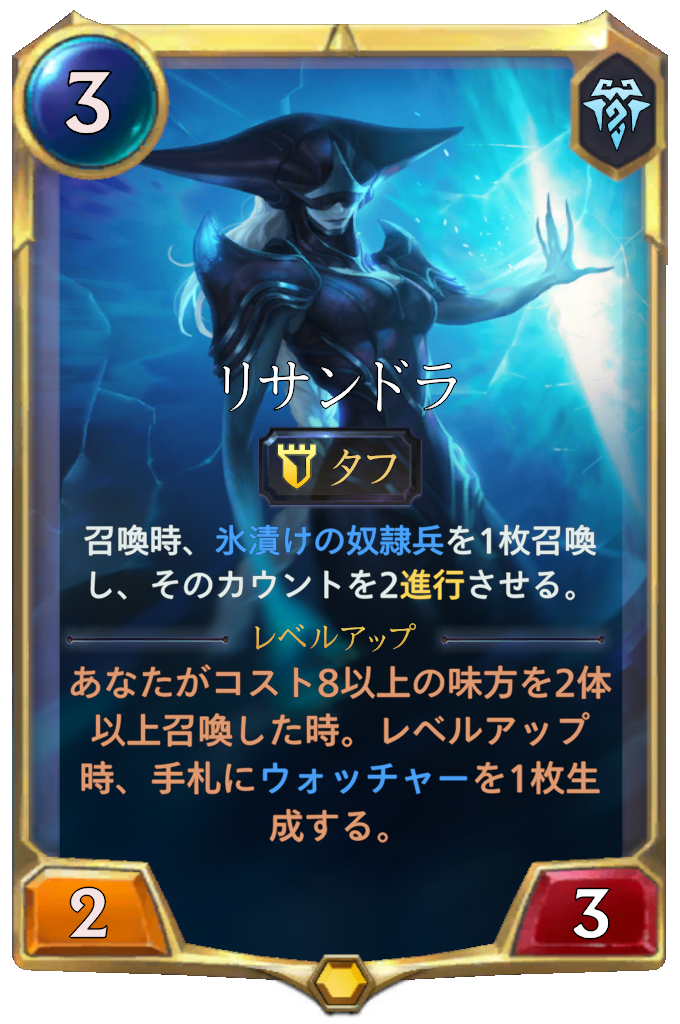 3
リサンドラ
タフ
召喚時、氷漬けの奴隷兵を1枚召喚
し、そのカウントを2進行させる。
レベルアップ
あなたがコスト8以上の味方を2体
以上召喚した時。レベルアップ
時、手札にウォッチャーを1枚生
成する。
2
3